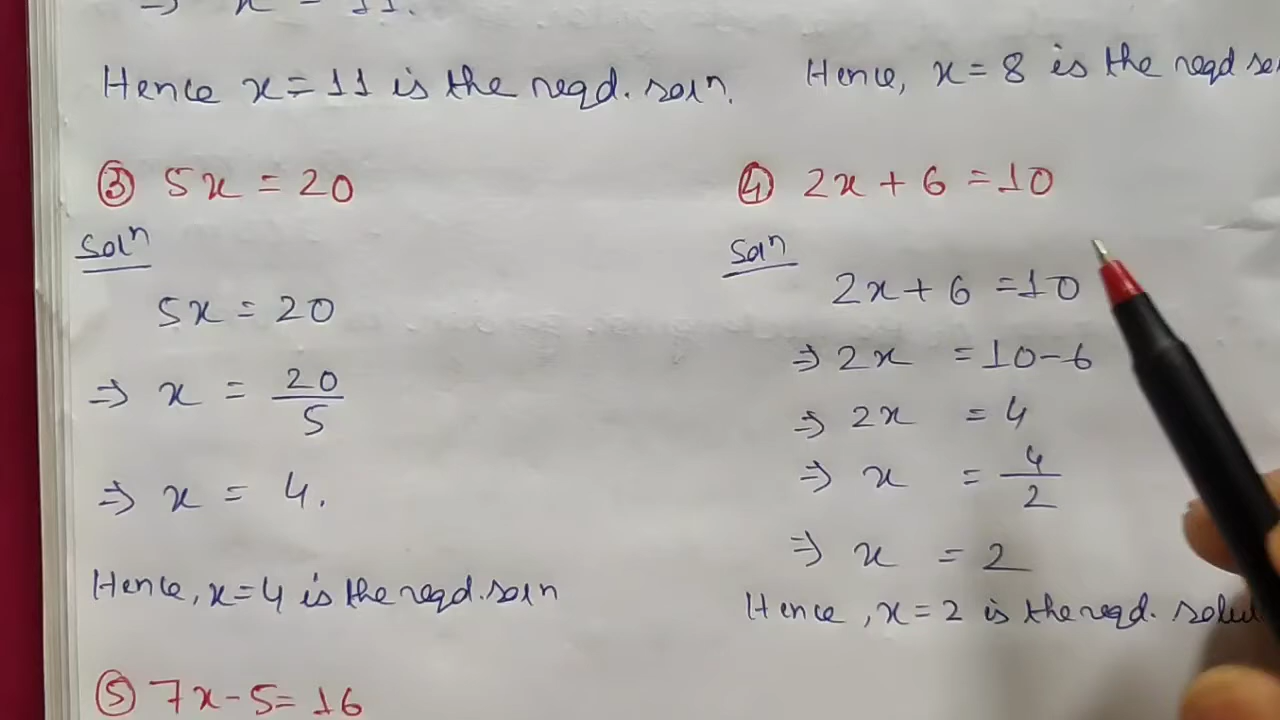 ⇒ x = 11.
Hence x = 11 is the reqd. soln.
Hence, x = 8 is the reqd
③ 5x = 20
Solⁿ
5x = 20
⇒ x = 20/5
⇒ x = 4.
Hence, x = 4 is the reqd. soln
④ 2x + 6 = 10
Solⁿ
2x + 6 = 10
⇒ 2x = 10 - 6
⇒ 2x = 4
⇒ x = 4/2
⇒ x = 2
Hence, x = 2 is the reqd.
⑤ 7x - 5 = 16